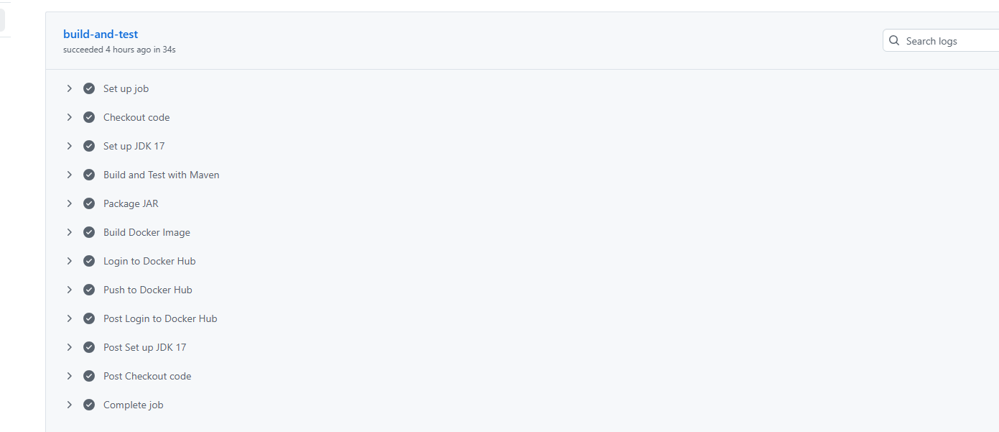 build-and-test
succeeded 4 hours ago in 34s
Search logs
Set up job
Checkout code
Set up JDK 17
Build and Test with Maven
Package JAR
Build Docker Image
Login to Docker Hub
Push to Docker Hub
Post Login to Docker Hub
Post Set up JDK 17
Post Checkout code
Complete job